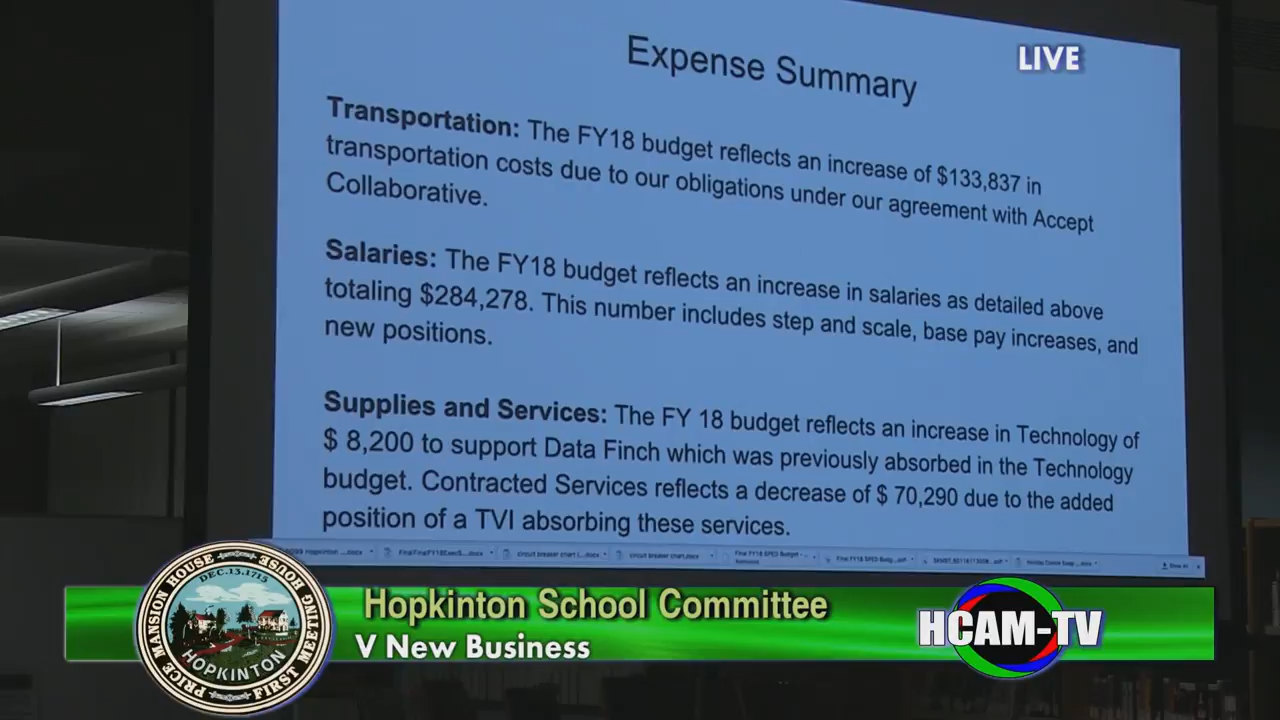 Expense Summary
LIVE
Transportation: The FY18 budget reflects an increase of $133,837 in
transportation costs due to our obligations under our agreement with Accept
Collaborative.
Salaries: The FY18 budget reflects an increase in salaries as detailed above
totaling $284,278. This number includes step and scale, base pay increases, and
new positions.
Supplies and Services: The FY 18 budget reflects an increase in Technology of
$ 8,200 to support Data Finch which was previously absorbed in the Technology
budget. Contracted Services reflects a decrease of $ 70,290 due to the added
position of a TVI absorbing these services.
circuit breaker chart.docx
Show All
Hopkinton School Committee
V New Business
HCAM-TV
PRICE MANSION HOUSE FIRST MEETING HOUSE
DEC.13.1715
HOPKINTON